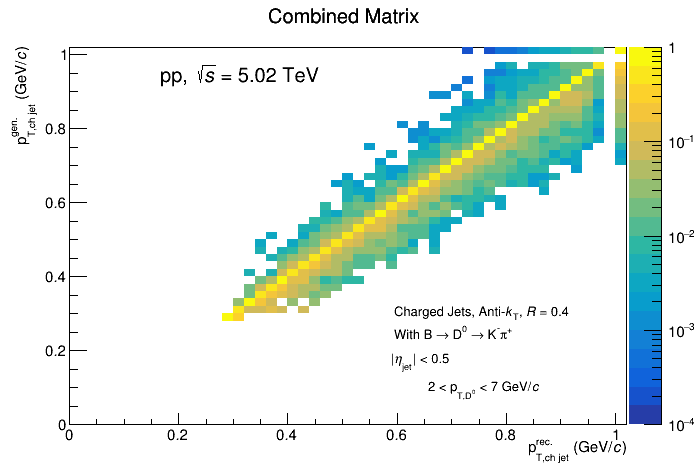 Combined Matrix
p^gen._T,ch jet (GeV/c)
1
0.8
0.6
0.4
0.2
0
pp, √s = 5.02 TeV
Charged Jets, Anti-k_T, R = 0.4
With B → D⁰ → K⁻π⁺
|η_jet| < 0.5
2 < p_T,D⁰ < 7 GeV/c
0 0.2 0.4 0.6 0.8 1
p^rec._T,ch jet (GeV/c)
1
10⁻¹
10⁻²
10⁻³
10⁻⁴